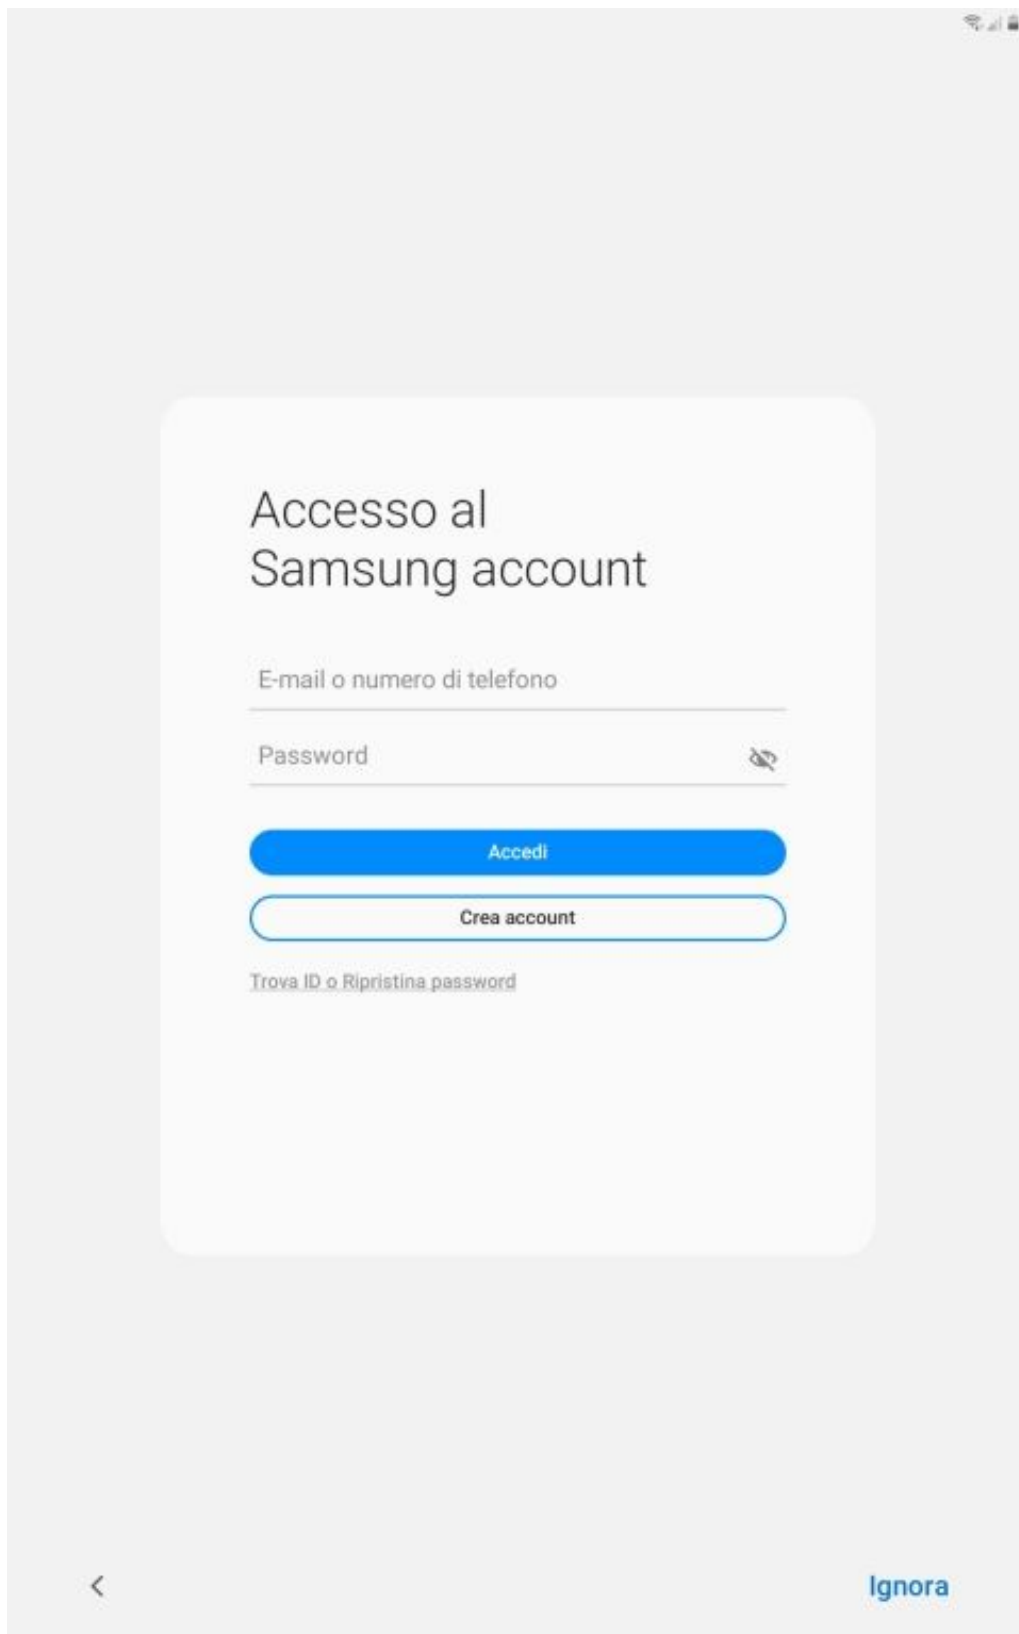 Accesso al
Samsung account
E-mail o numero di telefono
Password
Accedi
Crea account
Trova ID o Ripristina password
Ignora